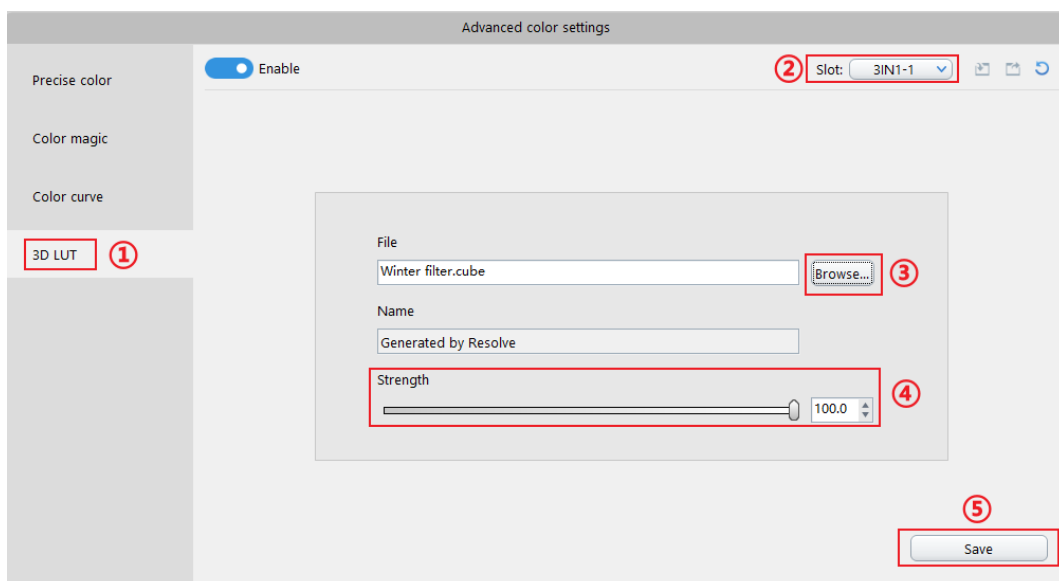 Advanced color settings
Precise color
Color magic
Color curve
3D LUT ①
Enable
② Slot: 3IN1-1
File
Winter filter.cube
Browse... ③
Name
Generated by Resolve
Strength
100.0 ④
⑤
Save